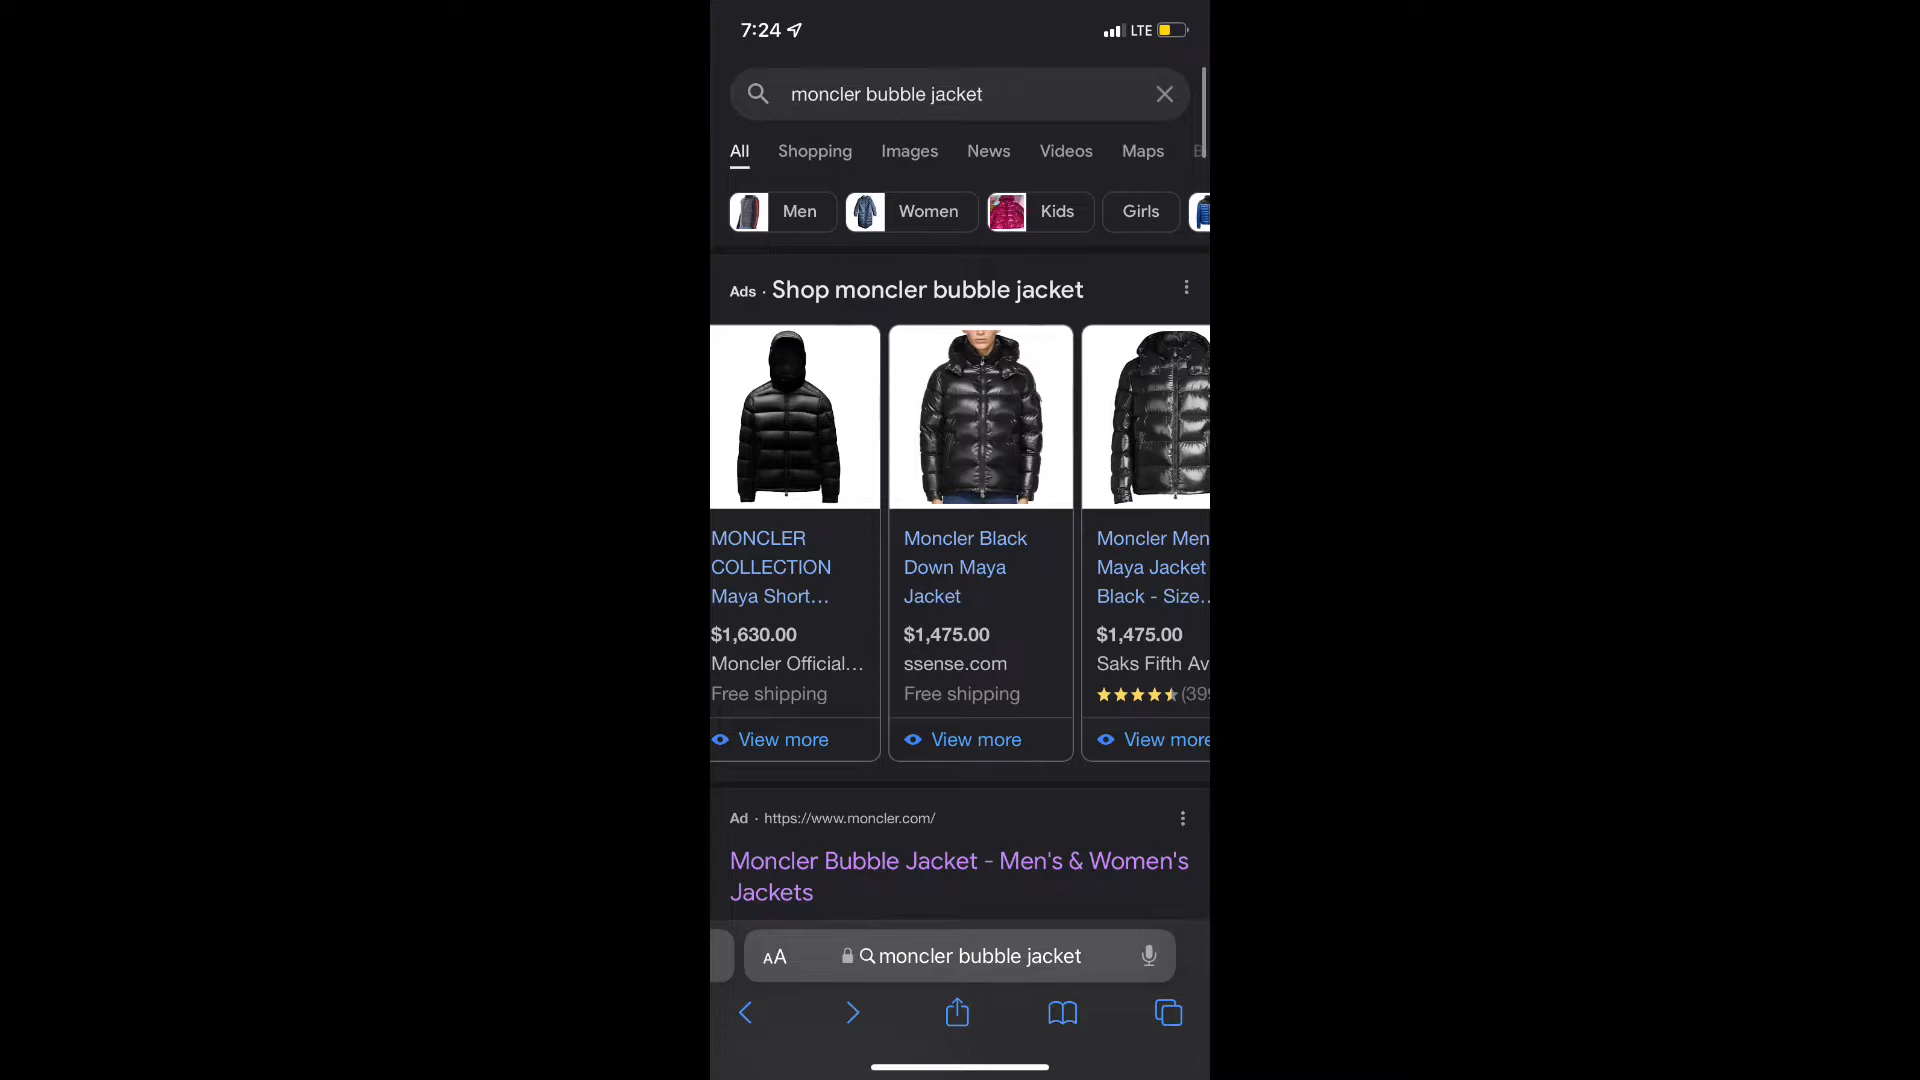 7:24
LTE
moncler bubble jacket
All Shopping Images News Videos Maps
Men Women Kids Girls
Ads · Shop moncler bubble jacket
MONCLER
COLLECTION
Maya Short...
$1,630.00
Moncler Official...
Free shipping
View more
Moncler Black
Down Maya
Jacket
$1,475.00
ssense.com
Free shipping
View more
Moncler Men
Maya Jacket
Black - Size..
$1,475.00
Saks Fifth Av
(399
View more
Ad · https://www.moncler.com/
Moncler Bubble Jacket - Men's & Women's
Jackets
AA moncler bubble jacket